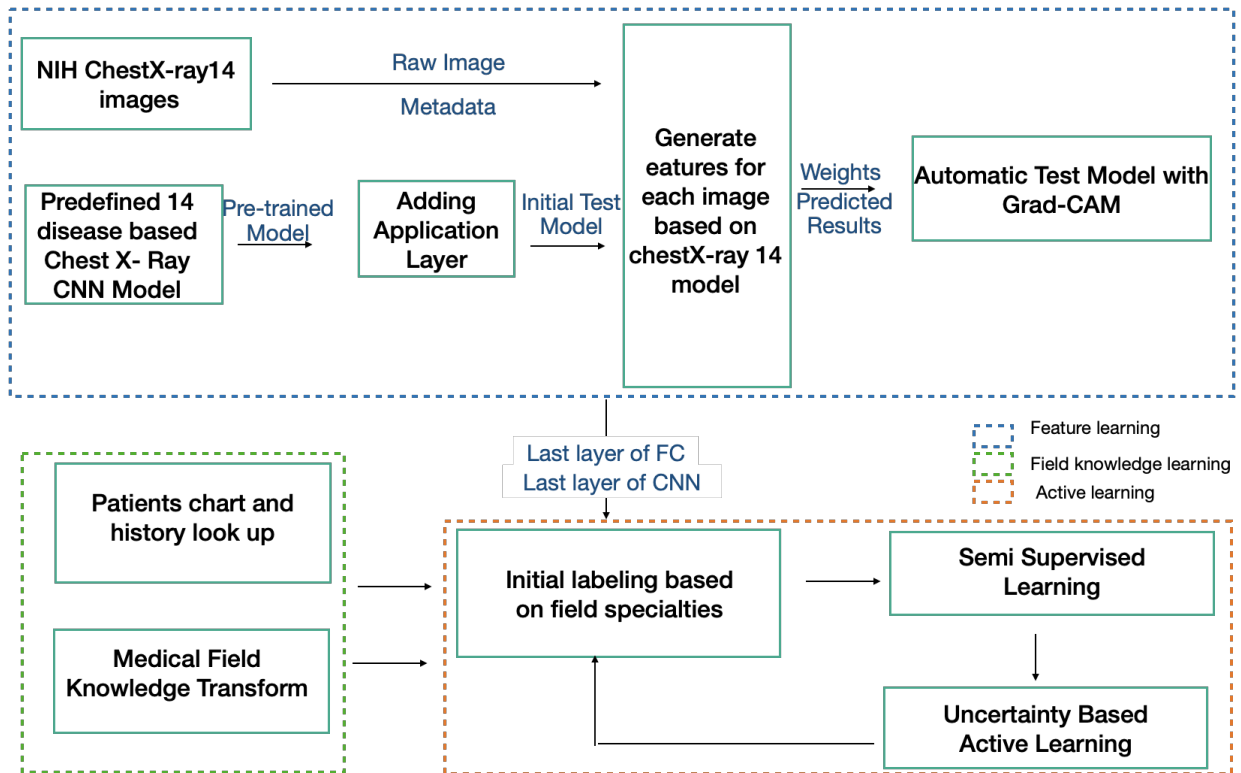 NIH ChestX-ray14
images
Raw Image
Metadata
Predefined 14
disease based
Chest X- Ray
CNN Model
Pre-trained
Model
Adding
Application
Layer
Initial Test
Model
Generate
eatures for
each image
based on
chestX-ray 14
model
Weights
Predicted
Results
Automatic Test Model with
Grad-CAM
Last layer of FC
Last layer of CNN
Feature learning
Field knowledge learning
Active learning
Patients chart and
history look up
Medical Field
Knowledge Transform
Initial labeling based
on field specialties
Semi Supervised
Learning
Uncertainty Based
Active Learning